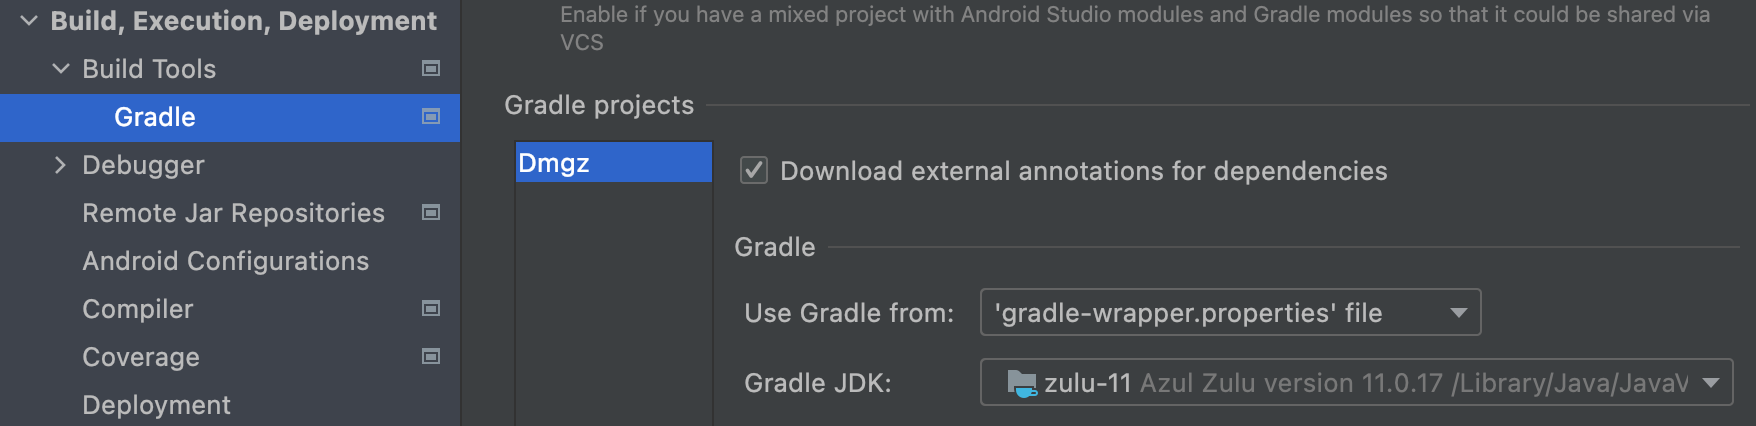 Build, Execution, Deployment
Build Tools
Gradle
Debugger
Remote Jar Repositories
Android Configurations
Compiler
Coverage
Deployment
Enable if you have a mixed project with Android Studio modules and Gradle modules so that it could be shared via
VCS
Gradle projects
Dmgz
Download external annotations for dependencies
Gradle
Use Gradle from: 'gradle-wrapper.properties' file
Gradle JDK: zulu-11 Azul Zulu version 11.0.17 /Library/Java/JavaV